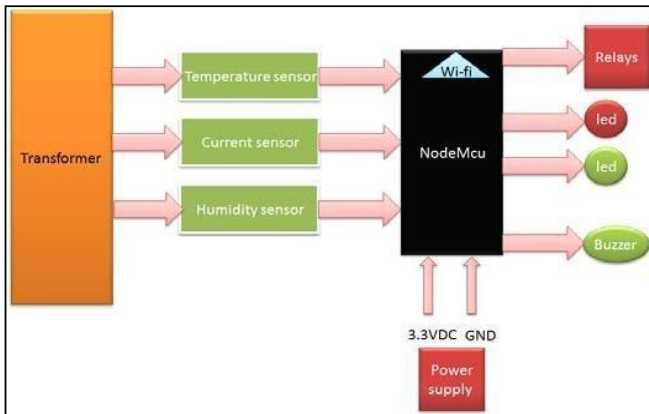 Transformer
Temperature sensor
Current sensor
Humidity sensor
Wi-fi
NodeMcu
Relays
led
led
Buzzer
3.3VDC GND
Power
supply